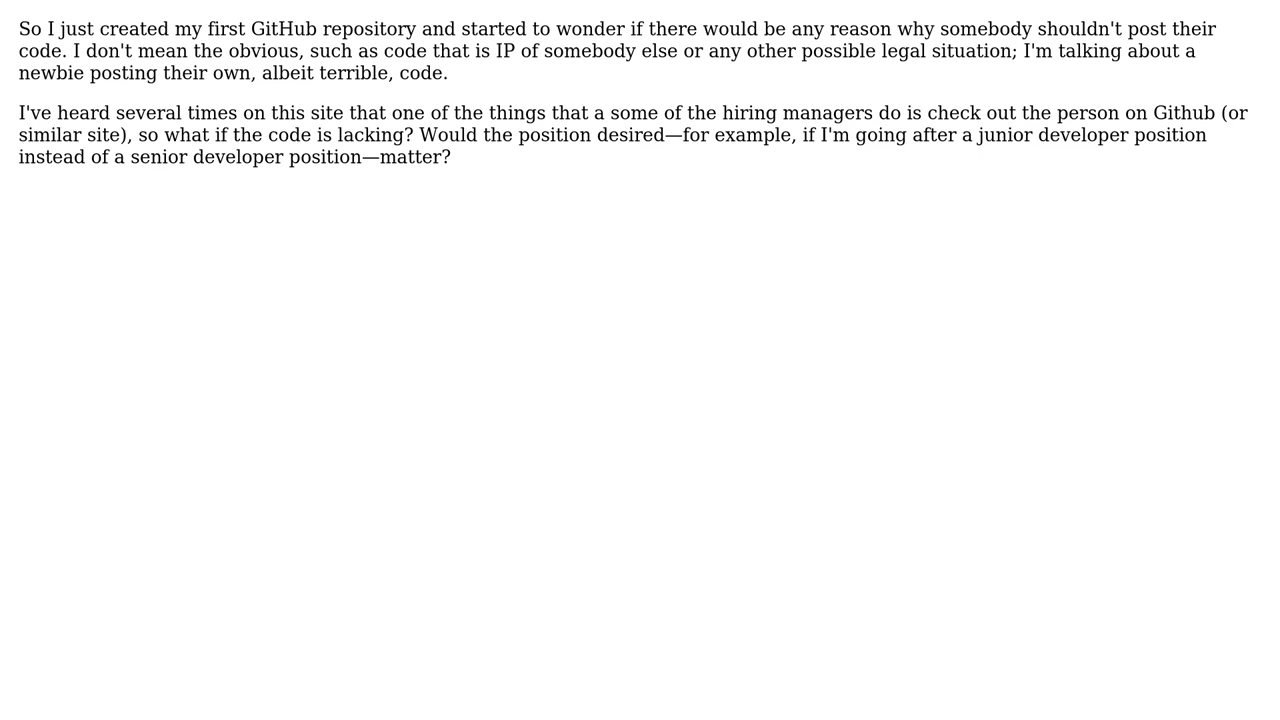 So I just created my first GitHub repository and started to wonder if there would be any reason why somebody shouldn't post their
code. I don't mean the obvious, such as code that is IP of somebody else or any other possible legal situation; I'm talking about a
newbie posting their own, albeit terrible, code.
I've heard several times on this site that one of the things that a some of the hiring managers do is check out the person on Github (or
similar site), so what if the code is lacking? Would the position desired—for example, if I'm going after a junior developer position
instead of a senior developer position—matter?